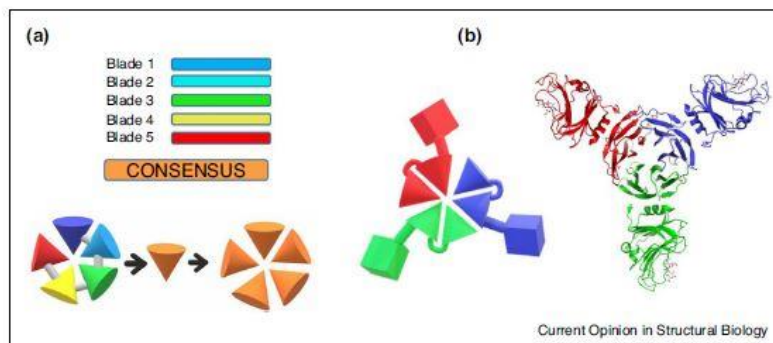 (a)
Blade 1
Blade 2
Blade 3
Blade 4
Blade 5
CONSENSUS
(b)
Current Opinion in Structural Biology